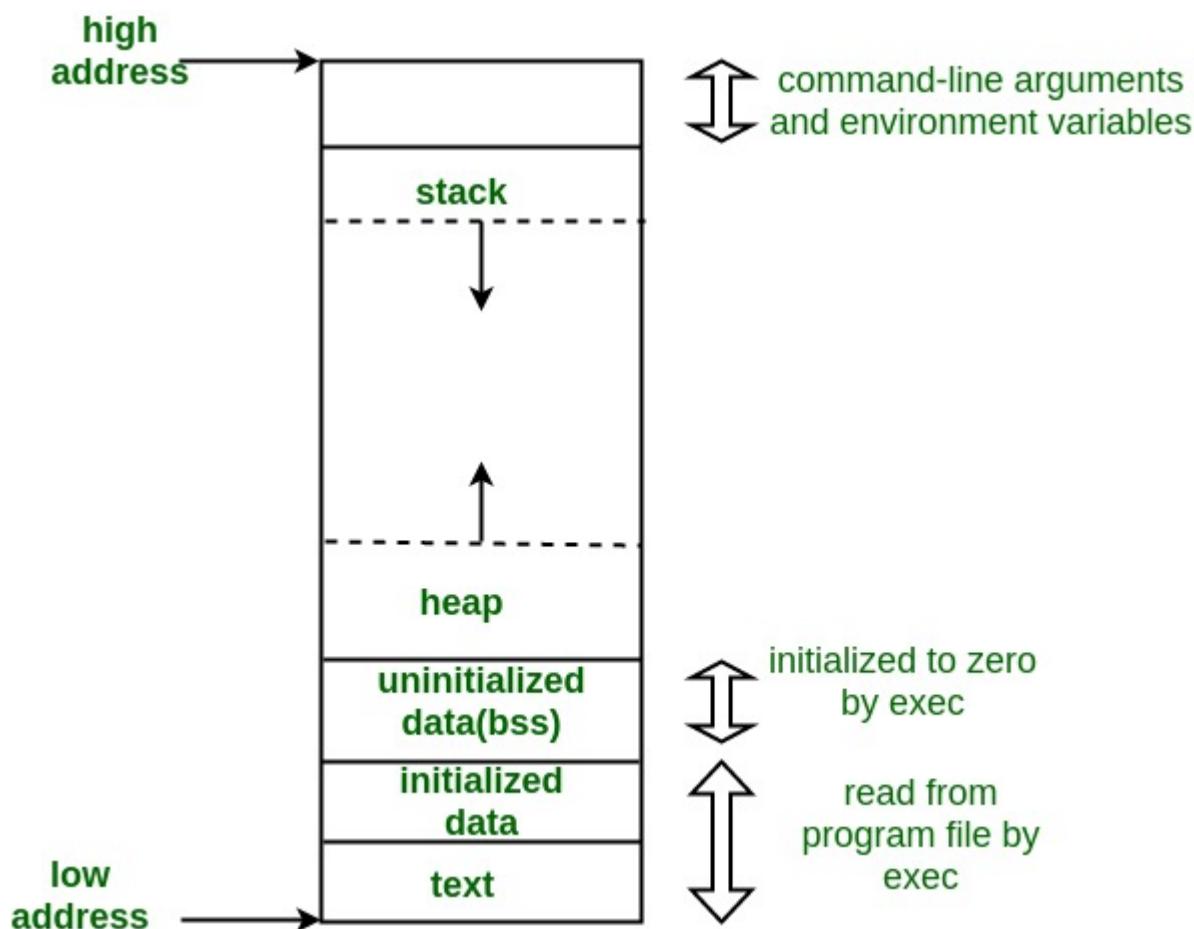 high
address
command-line arguments
and environment variables
stack
heap
uninitialized
data(bss)
initialized to zero
by exec
initialized
data
read from
program file by
exec
text
low
address